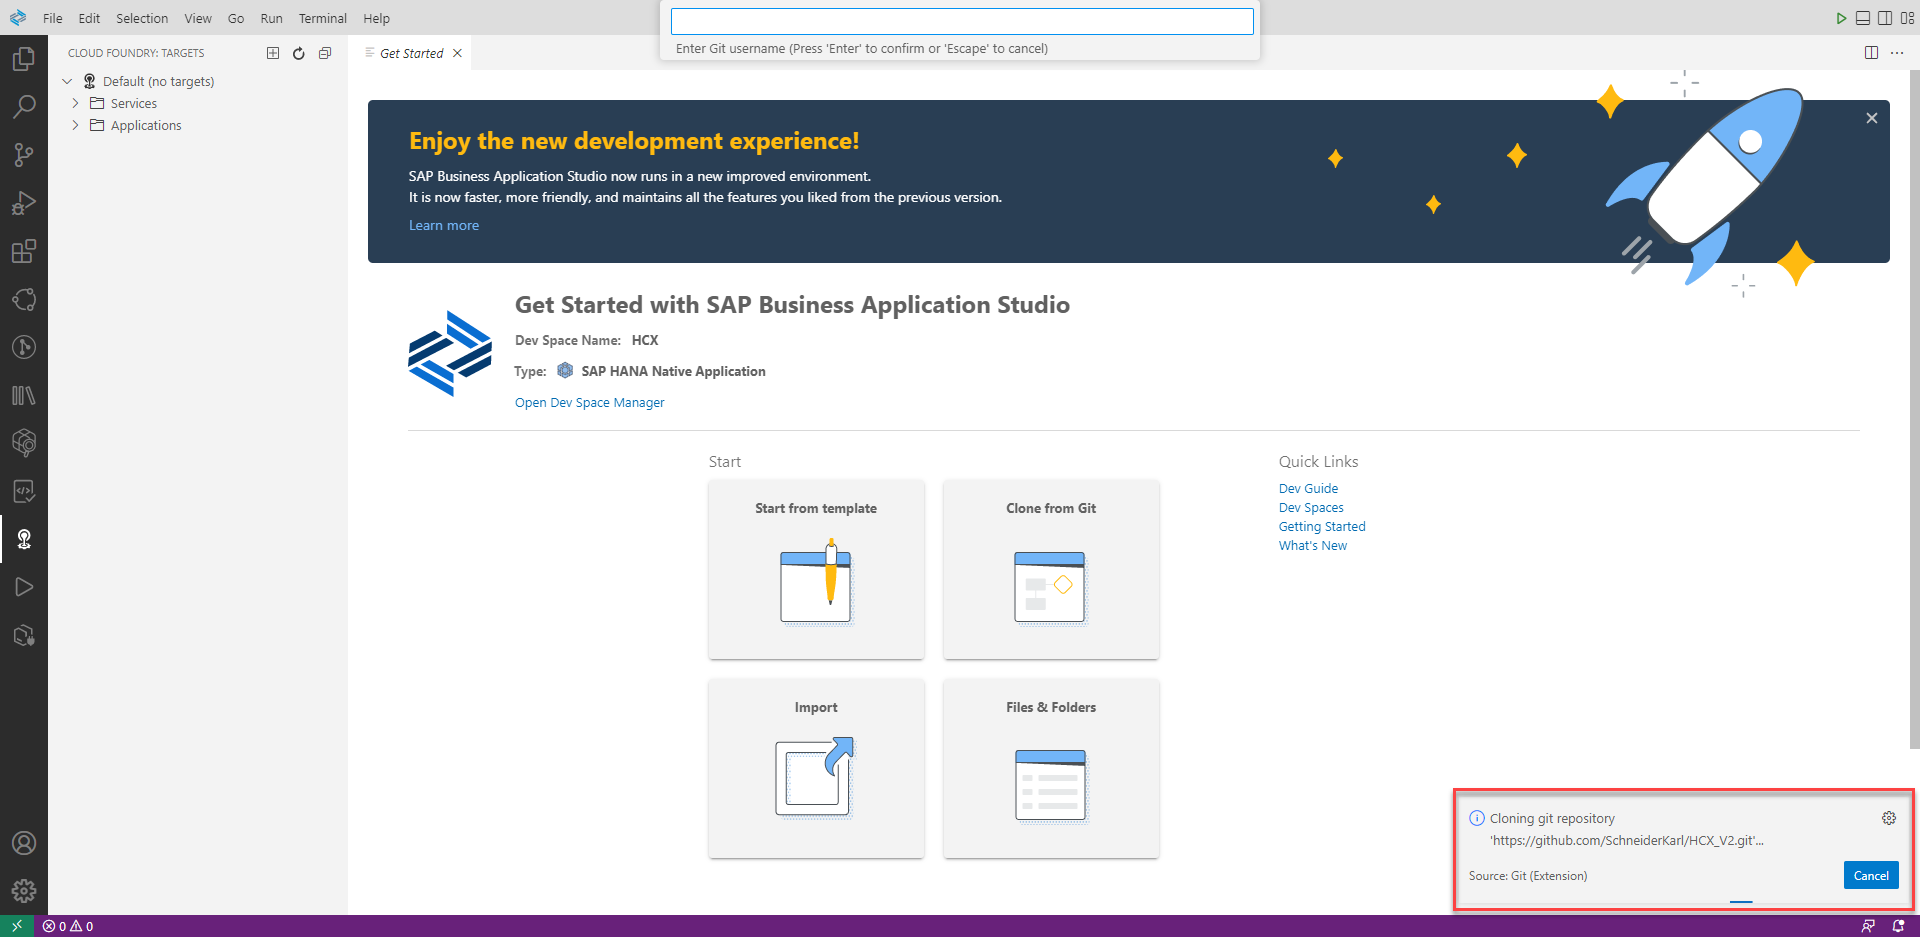 File Edit Selection View Go Run Terminal Help
Enter Git username (Press 'Enter' to confirm or 'Escape' to cancel)
CLOUD FOUNDRY: TARGETS
Get Started
Default (no targets)
Services
Applications
Enjoy the new development experience!
SAP Business Application Studio now runs in a new improved environment.
It is now faster, more friendly, and maintains all the features you liked from the previous version.
Learn more
Get Started with SAP Business Application Studio
Dev Space Name: HCX
Type: SAP HANA Native Application
Open Dev Space Manager
Start
Start from template
Clone from Git
Import
Files & Folders
Quick Links
Dev Guide
Dev Spaces
Getting Started
What's New
Cloning git repository
'https://github.com/SchneiderKarl/HCX_V2.git'...
Source: Git (Extension)
Cancel
0 0